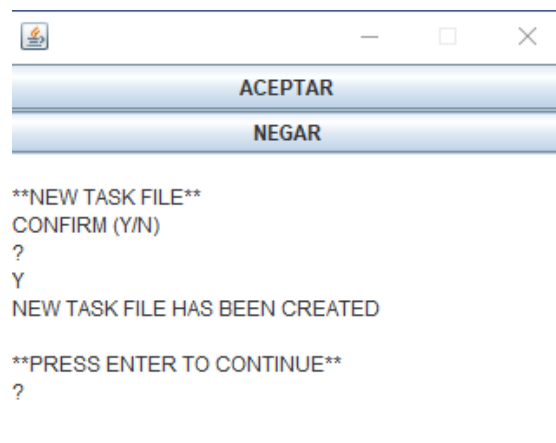 ACEPTAR
NEGAR
**NEW TASK FILE**
CONFIRM (Y/N)
?
Y
NEW TASK FILE HAS BEEN CREATED
**PRESS ENTER TO CONTINUE**
?